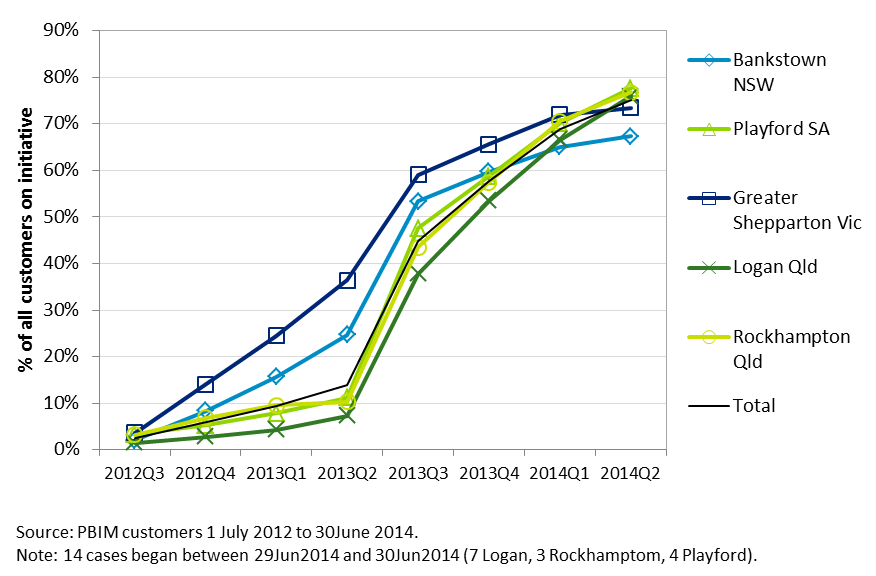 % of all customers on initiative
90%
80%
70%
60%
50%
40%
30%
20%
10%
0%
2012Q3 2012Q4 2013Q1 2013Q2 2013Q3 2013Q4 2014Q1 2014Q2
Bankstown
NSW
Playford SA
Greater
Shepparton Vic
Logan Qld
Rockhampton
Qld
Total
Source: PBIM customers 1 July 2012 to 30June 2014.
Note: 14 cases began between 29Jun2014 and 30Jun2014 (7 Logan, 3 Rockhamptom, 4 Playford).